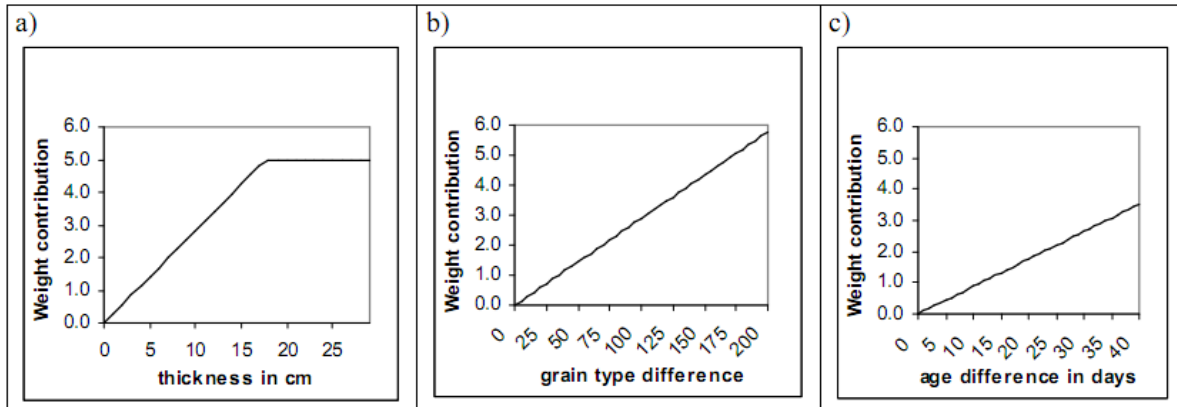 a)
Weight contribution
6.0
5.0
4.0
3.0
2.0
1.0
0.0
0 5 10 15 20 25
thickness in cm
b)
Weight contribution
6.0
5.0
4.0
3.0
2.0
1.0
0.0
0 25 50 75 100 125 150 175 200
grain type difference
c)
Weight contribution
6.0
5.0
4.0
3.0
2.0
1.0
0.0
0 5 10 15 20 25 30 35 40
age difference in days